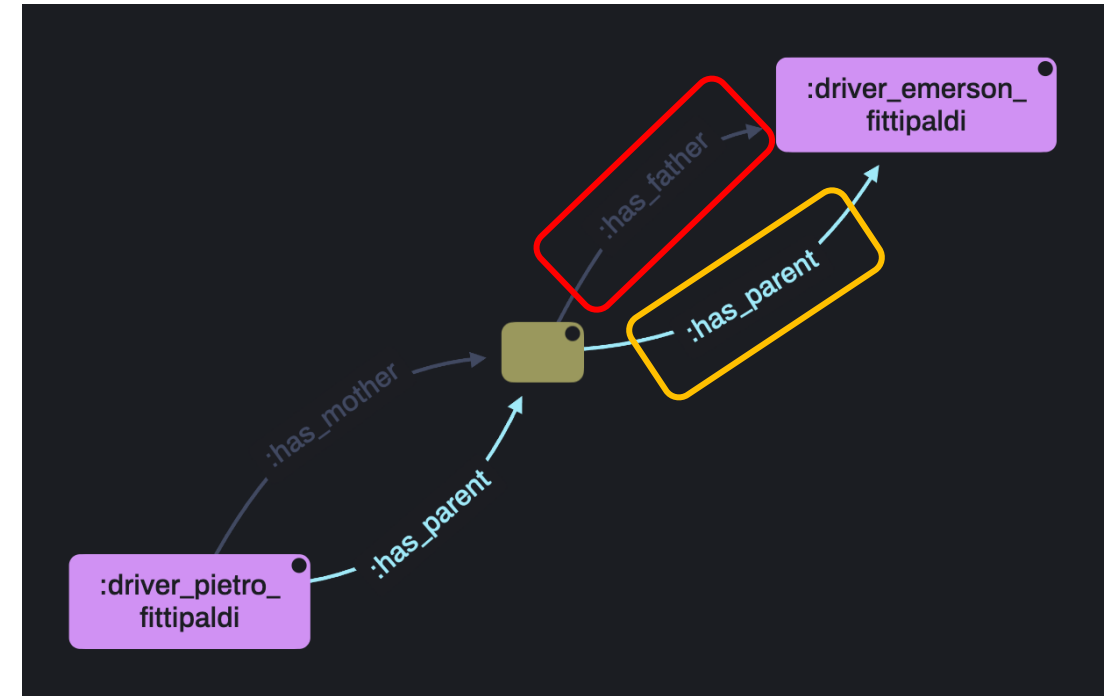 :driver_emerson_
fittipaldi
:has_father
:has_parent
:has_mother
:has_parent
:driver_pietro_
fittipaldi